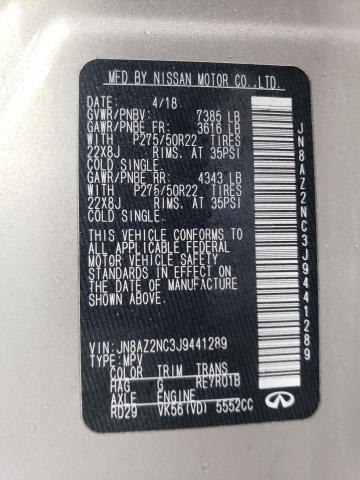 MFD BY NISSAN MOTOR CO.,LTD.
DATE: 4/18
GVWR/PNBV: 7385 LB
GAWR/PNBE FR: 3616 LB
WITH P275/50R22 TIRES
22X8J RIMS. AT 35PSI
COLD SINGLE.
GAWR/PNBE RR: 4343 LB
WITH P275/50R22 TIRES
22X8J RIMS. AT 35PSI
COLD SINGLE.
THIS VEHICLE CONFORMS TO
ALL APPLICABLE FEDERAL
MOTOR VEHICLE SAFETY
STANDARDS IN EFFECT ON THE
DATE OF MANUFACTURE
SHOWN ABOVE.
VIN: JN8AZ2NC3J9441289
TYPE: MPV
COLOR TRIM TRANS
HAG G RE7R01B
AXLE ENGINE
RD29 VK56(VD) 5552CC
JN8AZ2NC3J9441289